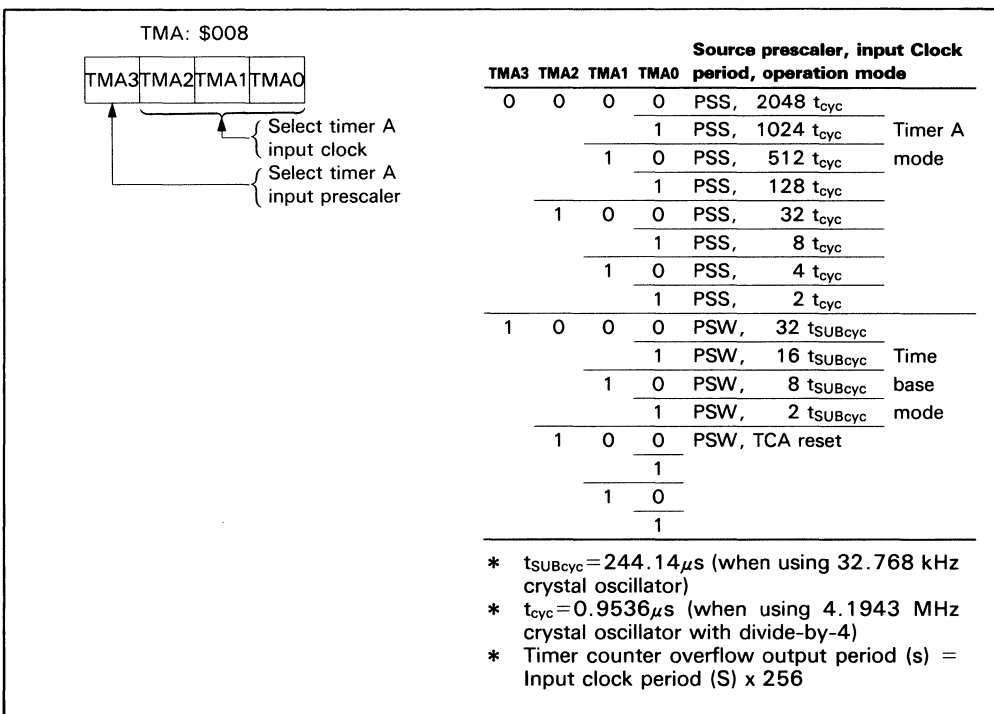 TMA: $008
TMA3 TMA2 TMA1 TMA0
Select timer A
input clock
Select timer A
input prescaler
Source prescaler, input Clock
TMA3 TMA2 TMA1 TMA0 period, operation mode
0 0 0 0 PSS, 2048 tcyc
1 PSS, 1024 tcyc Timer A
1 0 PSS, 512 tcyc mode
1 PSS, 128 tcyc
1 0 0 PSS, 32 tcyc
1 PSS, 8 tcyc
1 0 PSS, 4 tcyc
1 PSS, 2 tcyc
1 0 0 0 PSW, 32 tSUBcyc
1 PSW, 16 tSUBcyc Time
1 0 PSW, 8 tSUBcyc base
1 PSW, 2 tSUBcyc mode
1 0 0 PSW, TCA reset
1
1 0
1
* tSUBcyc=244.14μs (when using 32.768 kHz
crystal oscillator)
* tcyc=0.9536μs (when using 4.1943 MHz
crystal oscillator with divide-by-4)
* Timer counter overflow output period (s) =
Input clock period (S) x 256